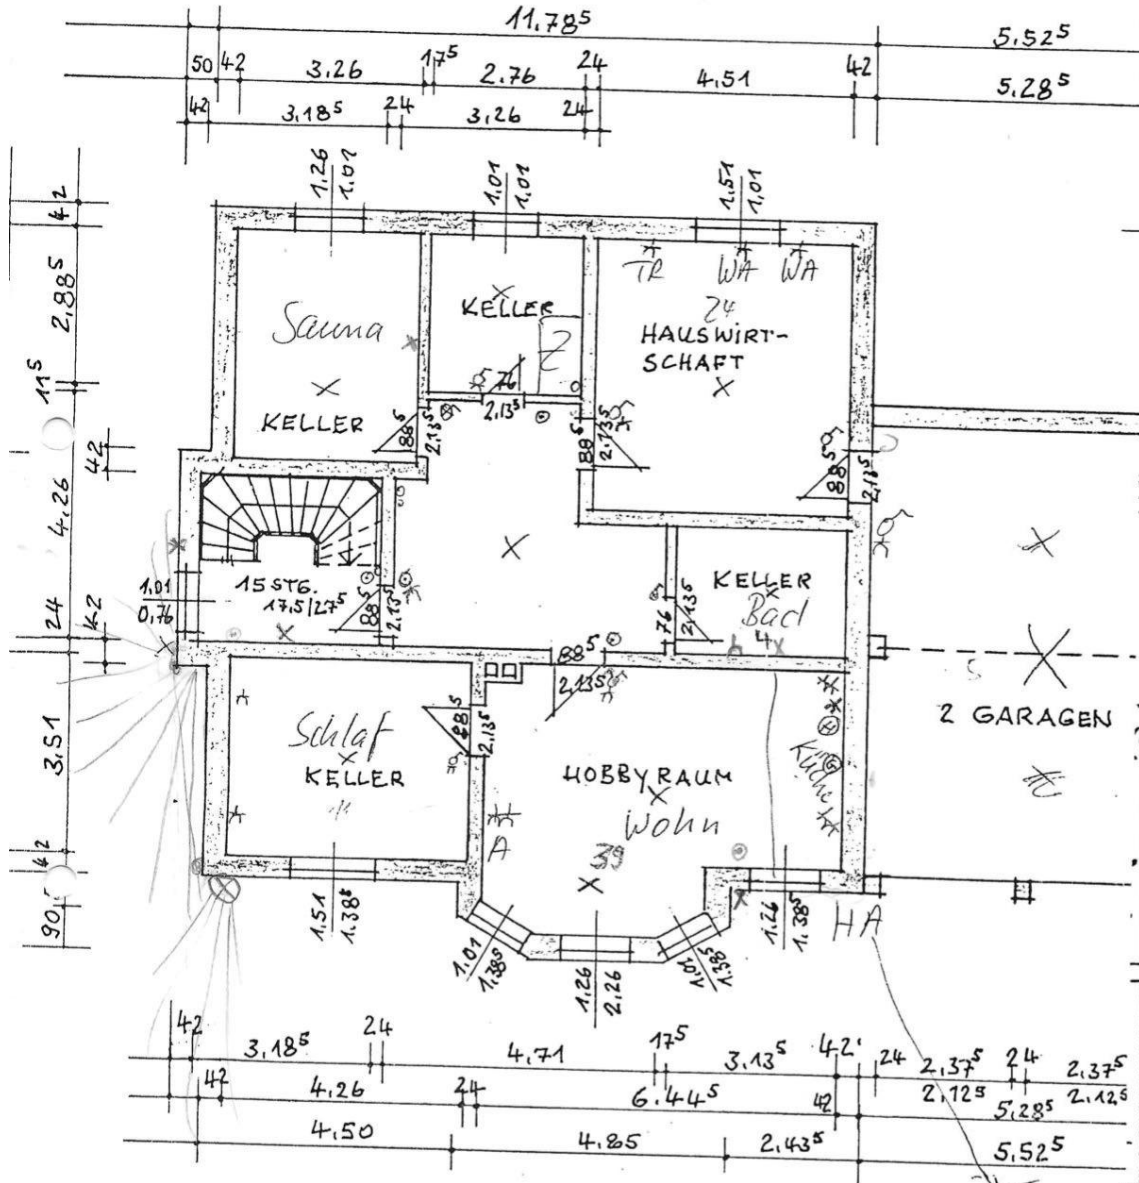 11.78⁵
5.52⁵
50 42 3.26 17⁵ 2.76 24 4.51 42 5.28⁵
42 3.18⁵ 24 3.26 24
1.26
1.01
1.01
1.01
1.51
1.01
42
2.88⁵
11⁵
42
4.26
24
42
3.51
42
90
TR WA WA
Sauna
KELLER
KELLER
Z
24
HAUSWIRT-
SCHAFT
76
2.13⁵
88⁵
2.13⁵
88⁵
2.13⁵
88⁵
2.13⁵
15 STG.
17,5/27⁵
1.01
0.76
88⁵
2.13⁵
KELLER
Bad
4
76
2.13⁵
88⁵
2.13⁵
2 GARAGEN
Schlaf
KELLER
88⁵
2.13⁵
HOBBYRAUM
Wohn
39
Küche
A
HA
1.51
1.38⁵
1.01
1.38⁵
1.26
2.26
1.01
1.38⁵
1.26
1.38⁵
42 3.18⁵ 24 4.71 17⁵ 3.13⁵ 42 24 2.37⁵ 24 2.37⁵
2.12⁵ 2.12⁵
42 4.26 24 6.44⁵ 42 5.28⁵
4.50 4.85 2.43⁵ 5.52⁵